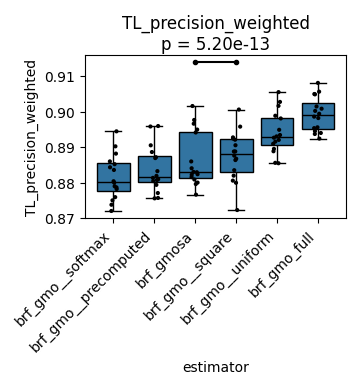 TL_precision_weighted
p = 5.20e-13
TL_precision_weighted
0.91
0.90
0.89
0.88
0.87
brf_gmo__softmax
brf_gmo__precomputed
brf_gmosa
brf_gmo__square
brf_gmo__uniform
brf_gmo_full
estimator